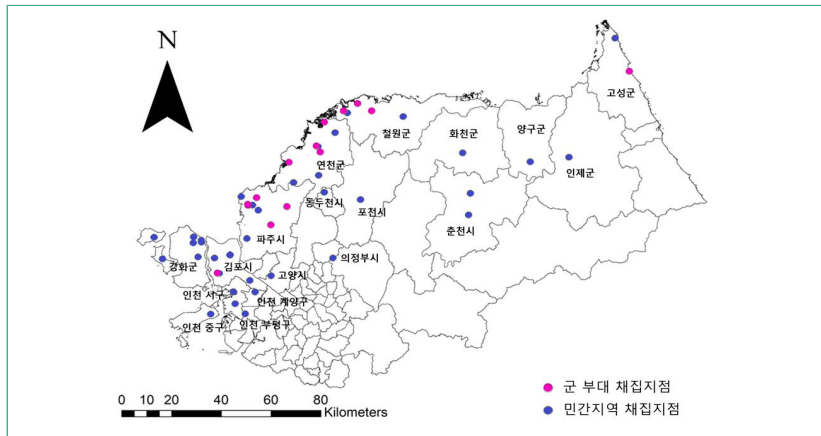 N
고성군
철원군
화천군
양구군
연천군
인제군
동두천시
포천시
춘천시
파주시
의정부시
강화군
김포시
고양시
인천 서구
인천 계양구
인천 중구
인천 부평구
군 부대 채집지점
민간지역 채집지점
0 5 10 20 40 60 80
Kilometers